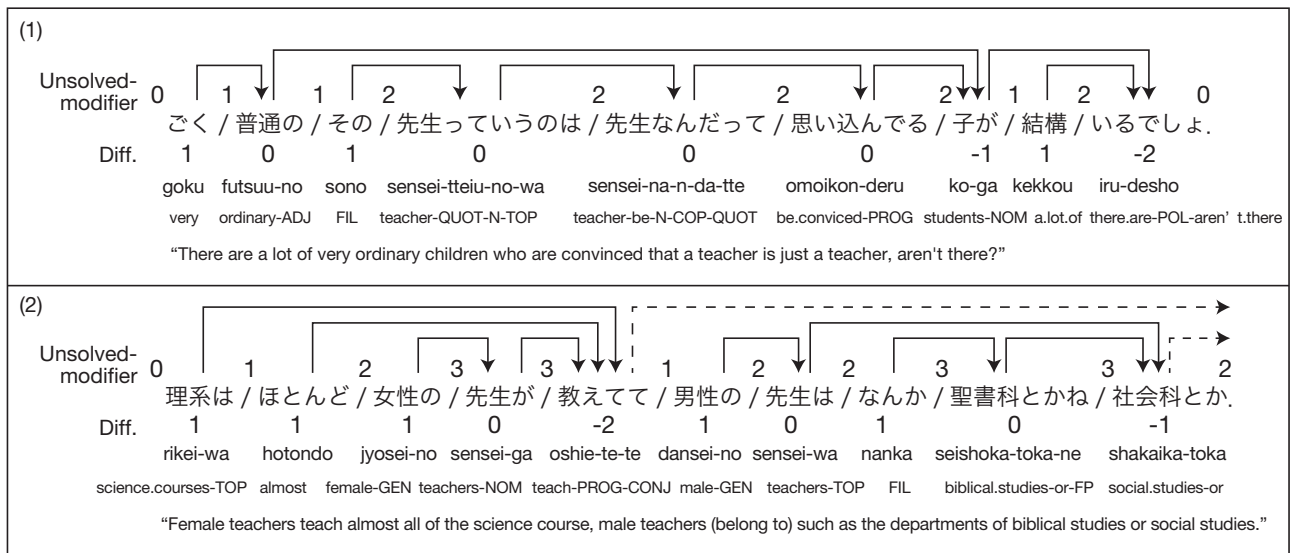 (1)
Unsolved-
modifier
0 1 1 2 2 2 2 1 2 0
ごく / 普通の / その / 先生っていうのは / 先生なんだって / 思い込んでる / 子が / 結構 / いるでしょ.
Diff. 1 0 1 0 0 0 -1 1 -2
goku futsuu-no sono sensei-tteiu-no-wa sensei-na-n-da-tte omoikon-deru ko-ga kekkou iru-desho
very ordinary-ADJ FIL teacher-QUOT-N-TOP teacher-be-N-COP-QUOT be.conviced-PROG students-NOM a.lot.of there.are-POL-aren' t.there
“There are a lot of very ordinary children who are convinced that a teacher is just a teacher, aren't there?”
(2)
Unsolved-
modifier
0 1 2 3 3 1 2 2 3 3 2
理系は / ほとんど / 女性の / 先生が / 教えてて / 男性の / 先生は / なんか / 聖書科とかね / 社会科とか.
Diff. 1 1 1 0 -2 1 0 1 0 -1
rikei-wa hotondo jyosei-no sensei-ga oshie-te-te dansei-no sensei-wa nanka seishoka-toka-ne shakaika-toka
science.courses-TOP almost female-GEN teachers-NOM teach-PROG-CONJ male-GEN teachers-TOP FIL biblical.studies-or-FP social.studies-or
“Female teachers teach almost all of the science course, male teachers (belong to) such as the departments of biblical studies or social studies.”